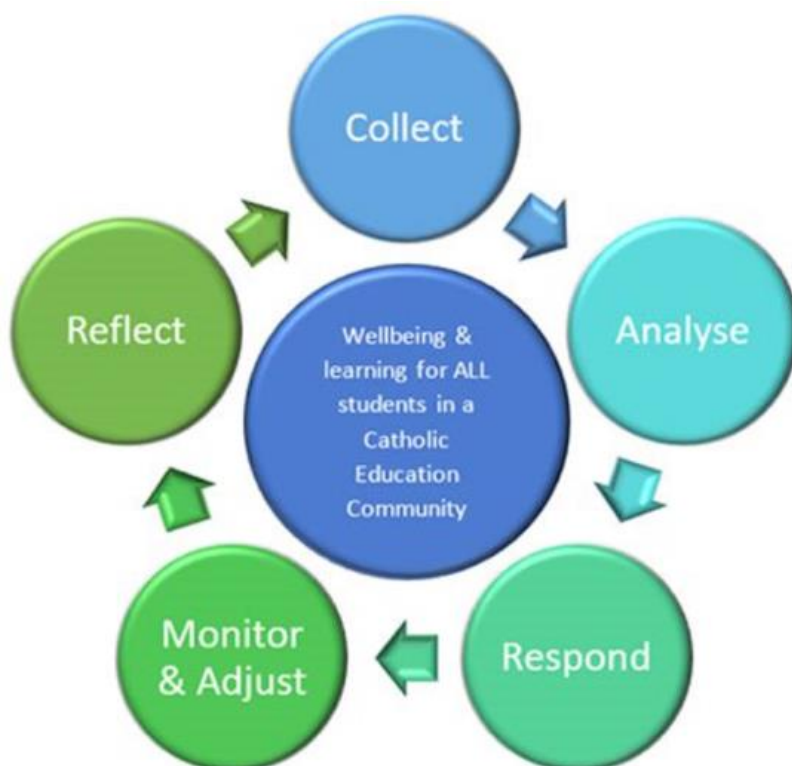 Collect
Analyse
Respond
Monitor
& Adjust
Reflect
Wellbeing &
learning for ALL
students in a
Catholic
Education
Community